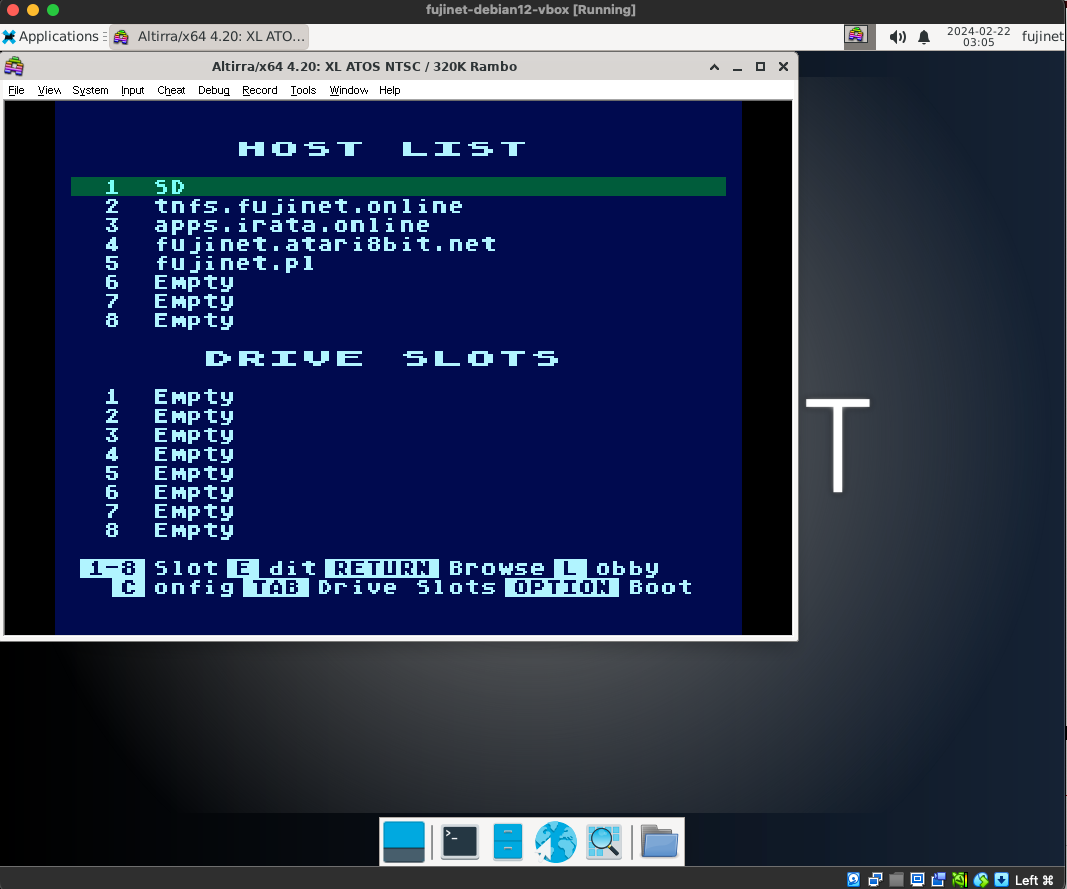 fujinet-debian12-vbox [Running]
Applications
Altirra/x64 4.20: XL ATO...
2024-02-22
03:05
fujinet
Altirra/x64 4.20: XL ATOS NTSC / 320K Rambo
File View System Input Cheat Debug Record Tools Window Help
HOST LIST
1 SD
2 tnfs.fujinet.online
3 apps.irata.online
4 fujinet.atari8bit.net
5 fujinet.pl
6 Empty
7 Empty
8 Empty
DRIVE SLOTS
1 Empty
2 Empty
3 Empty
4 Empty
5 Empty
6 Empty
7 Empty
8 Empty
1-8 Slot E dit RETURN Browse L obby
C onfig TAB Drive Slots OPTION Boot
T
>_
Left ⌘